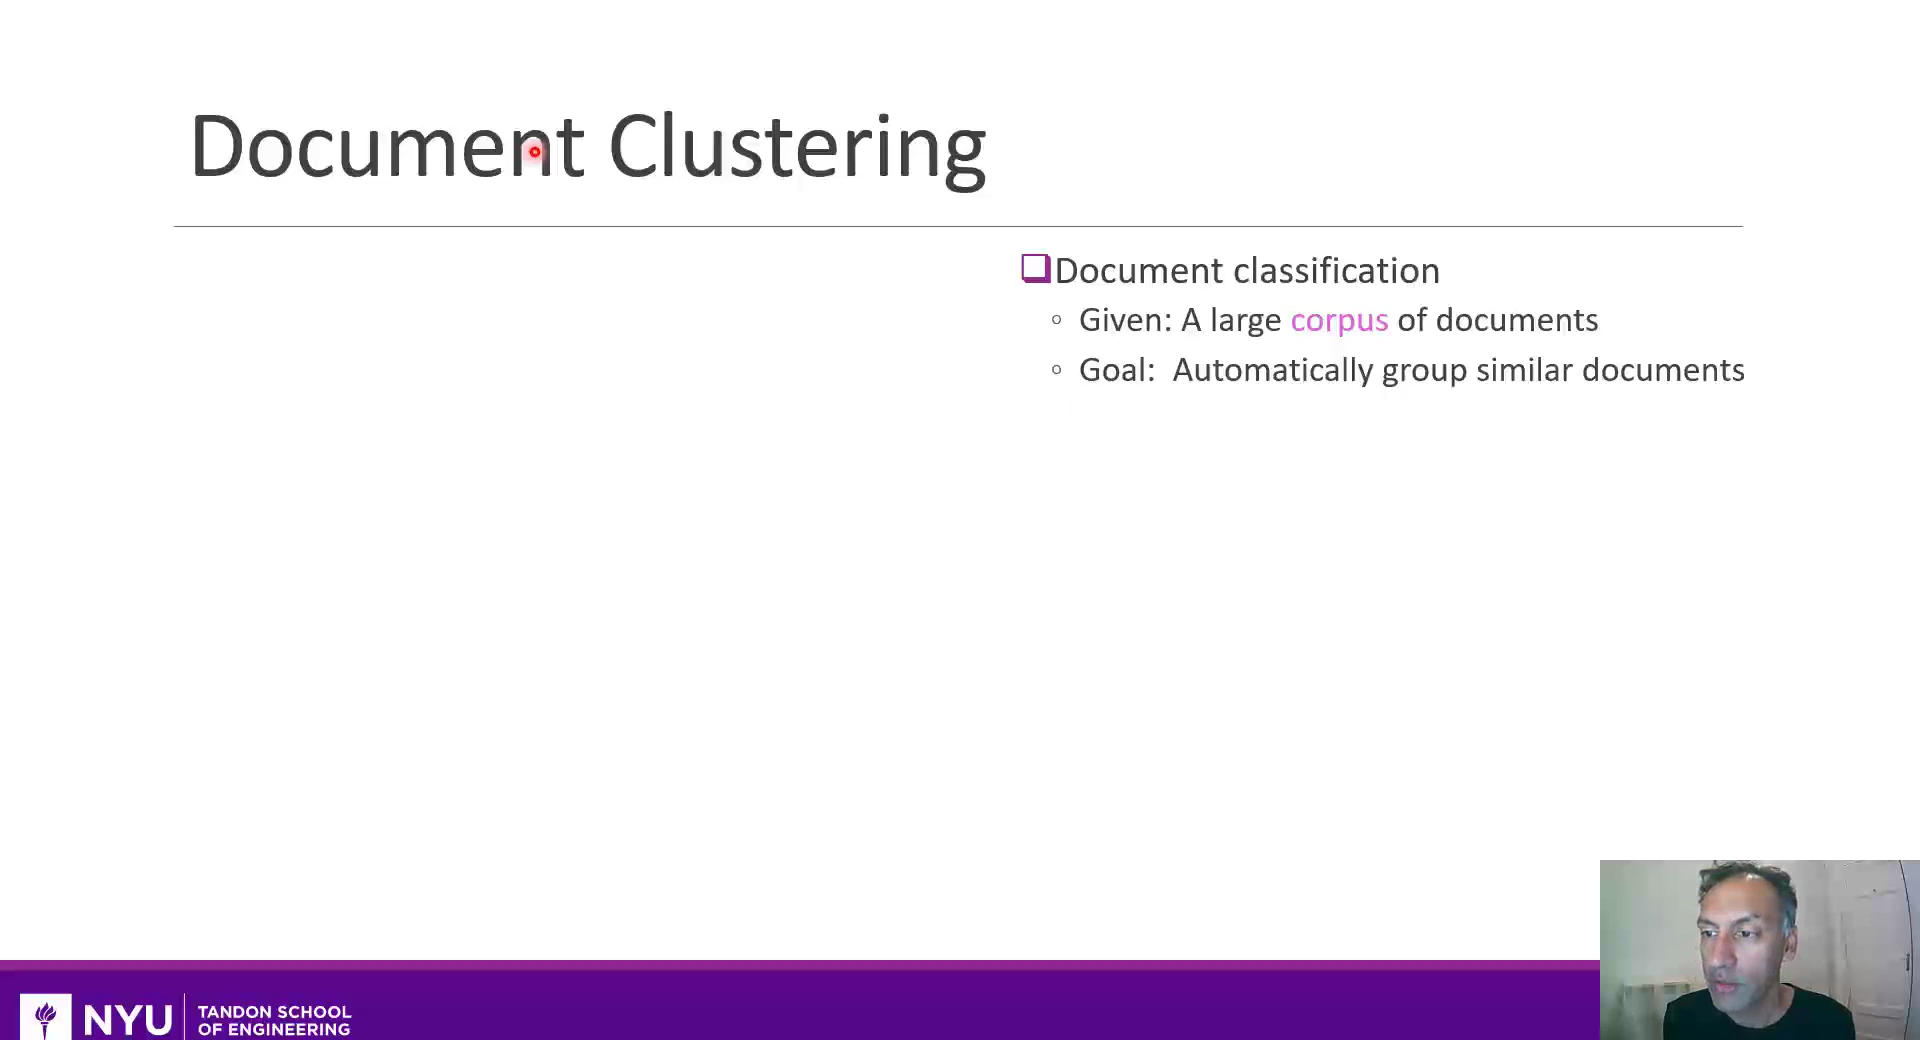 Document Clustering
Document classification
Given: A large corpus of documents
Goal: Automatically group similar documents
NYU
TANDON SCHOOL
OF ENGINEERING